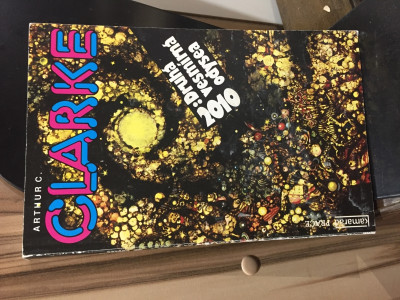 ARTHUR C.
CLARKE
2010: Druhá
vesmírná
odysea
kamarád PRÁCE